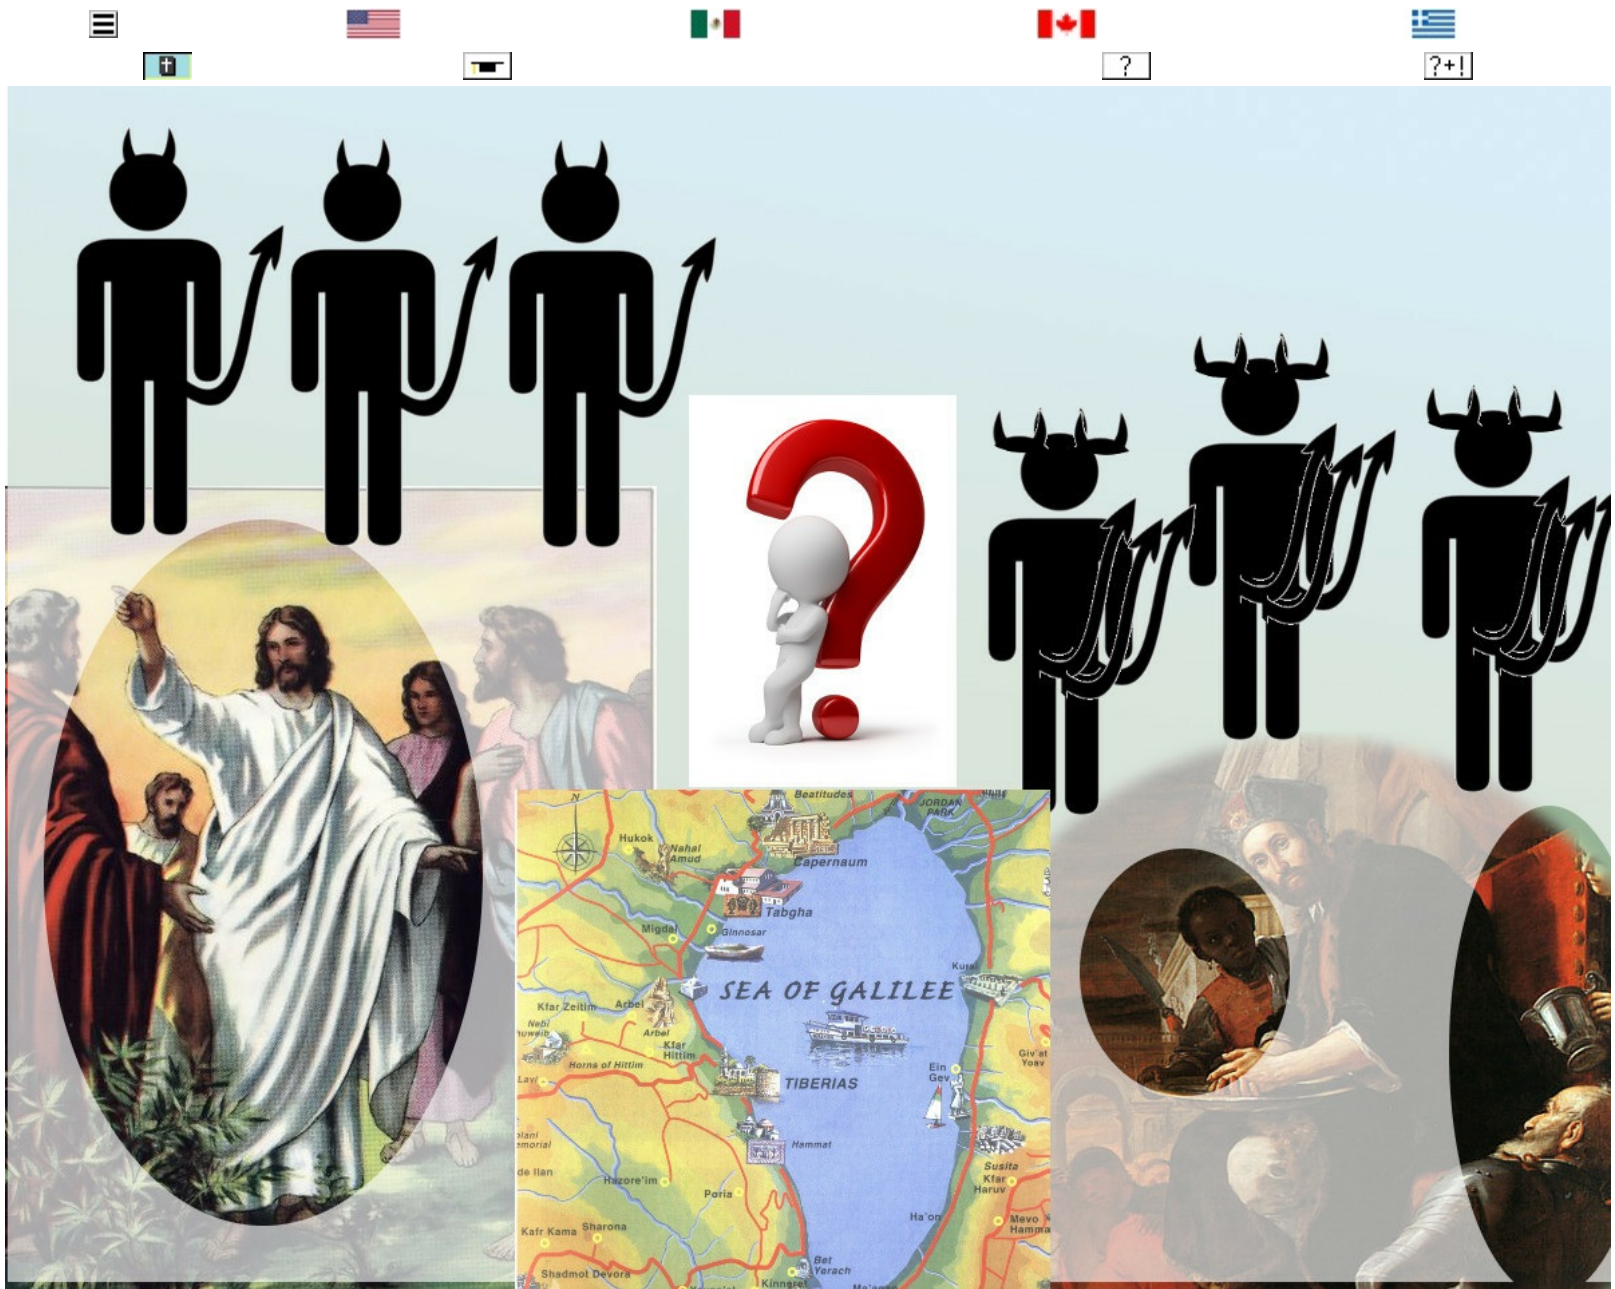 ?
?+!
Beatitudes
JORDAN
PARK
N
Hukok
Nahal
Amud
Capernaum
Tabgha
Migdal
Ginnosar
Kursi
SEA OF GALILEE
Kfar Zeitim
Arbel
Nebi
Arbel
Kfar
Hittim
Horns of Hittim
Giv'at
Yoav
Ein
Gev
Lavi
TIBERIAS
Hammat
de Ilan
Susita
Kfar
Haruv
Hazore'im
Poria
Ha'on
Mevo
Hamma
Kafr Kama
Sharona
Bet
Yerach
Shadmot Devora
Kinneret